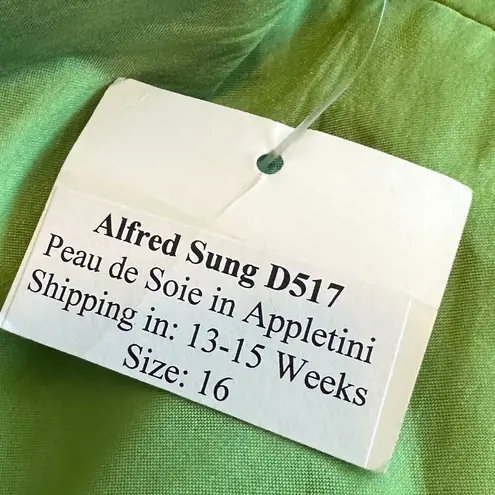 Alfred Sung D517
Peau de Soie in Appletini
Shipping in: 13-15 Weeks
Size: 16